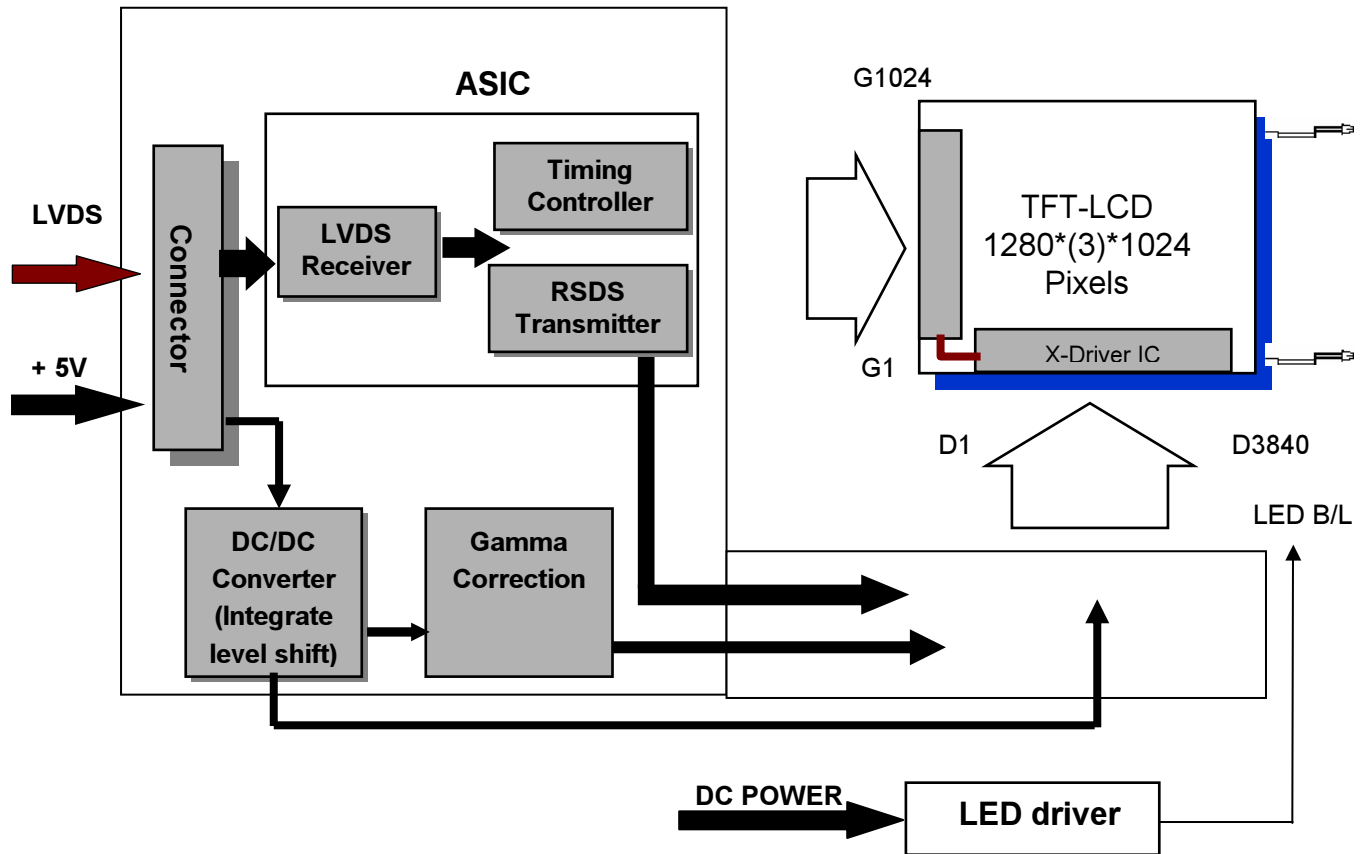 ASIC
G1024
Timing
Controller
LVDS
Connector
LVDS
Receiver
TFT-LCD
1280*(3)*1024
Pixels
RSDS
Transmitter
+ 5V
G1
X-Driver IC
D1
D3840
LED B/L
DC/DC
Converter
(Integrate
level shift)
Gamma
Correction
DC POWER
LED driver